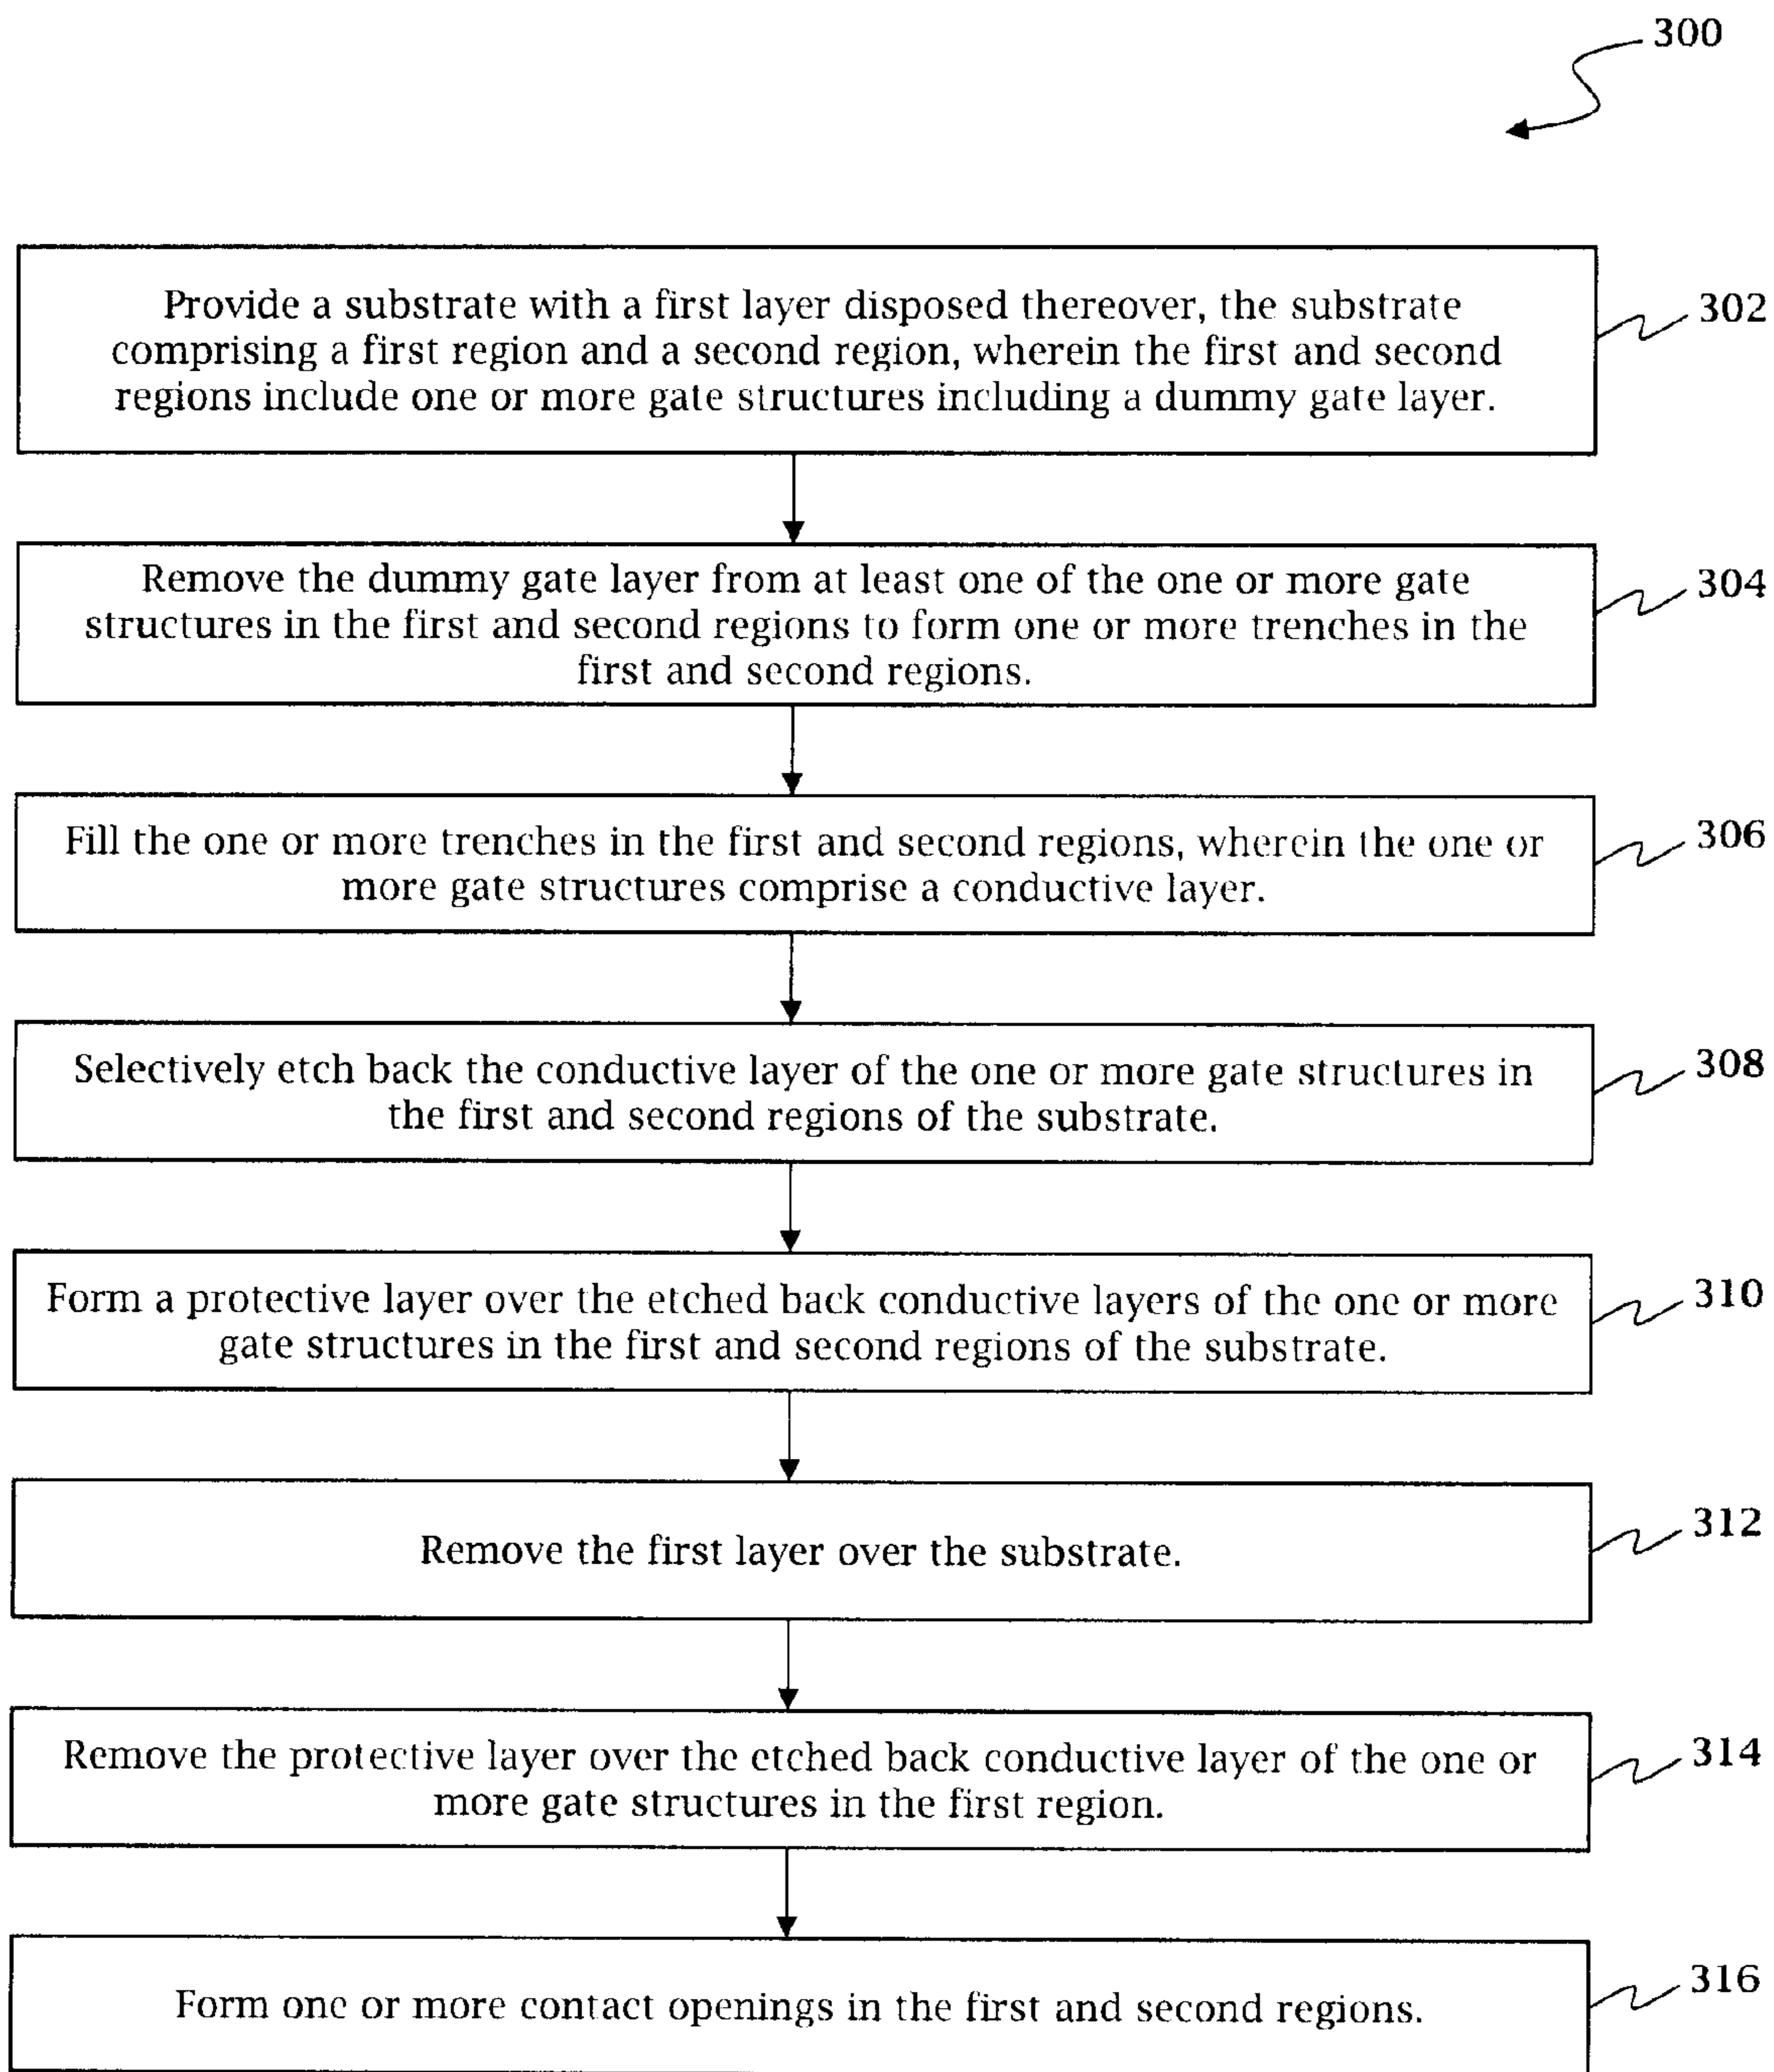 300
Provide a substrate with a first layer disposed thereover, the substrate
comprising a first region and a second region, wherein the first and second
regions include one or more gate structures including a dummy gate layer.
302
Remove the dummy gate layer from at least one of the one or more gate
structures in the first and second regions to form one or more trenches in the
first and second regions.
304
Fill the one or more trenches in the first and second regions, wherein the one or
more gate structures comprise a conductive layer.
306
Selectively etch back the conductive layer of the one or more gate structures in
the first and second regions of the substrate.
308
Form a protective layer over the etched back conductive layers of the one or more
gate structures in the first and second regions of the substrate.
310
Remove the first layer over the substrate.
312
Remove the protective layer over the etched back conductive layer of the one or
more gate structures in the first region.
314
Form one or more contact openings in the first and second regions.
316